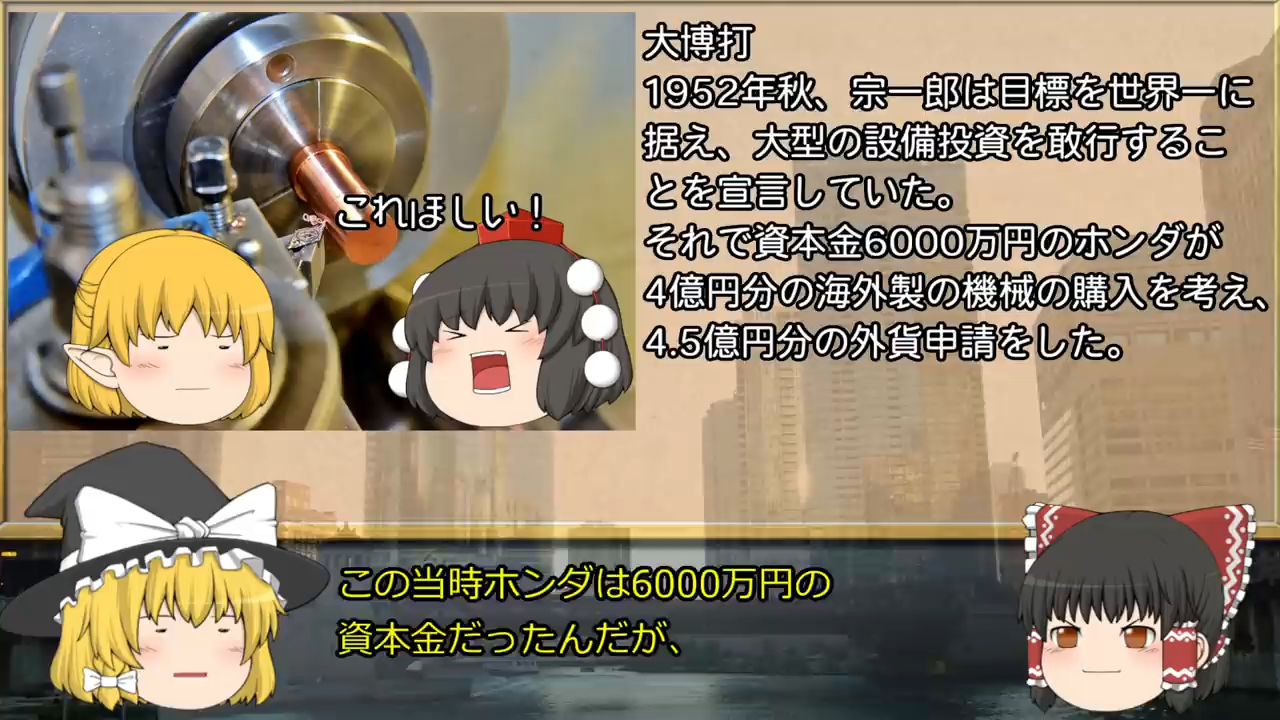 大博打
1952年秋、宗一郎は目標を世界一に
据え、大型の設備投資を敢行するこ
とを宣言していた。
それで資本金6000万円のホンダが
4億円分の海外製の機械の購入を考え、
4.5億円分の外貨申請をした。
これほしい！
この当時ホンダは6000万円の
資本金だったんだが、